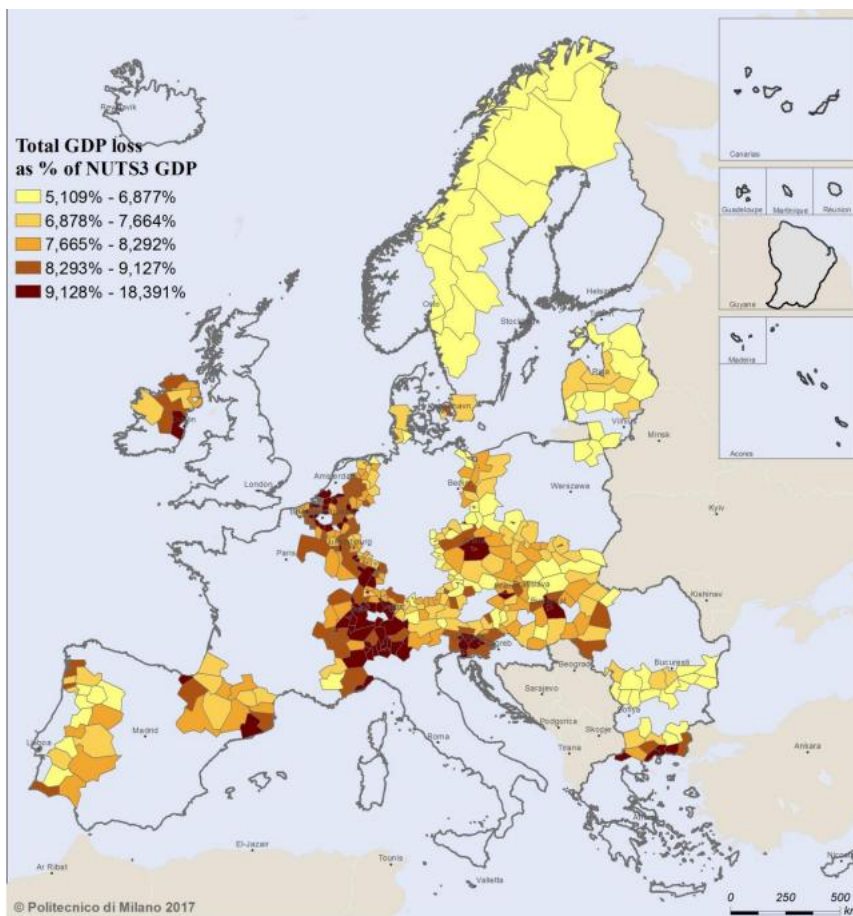 Reykjavik
Total GDP loss
as % of NUTS3 GDP
5,109% - 6,877%
6,878% - 7,664%
7,665% - 8,292%
8,293% - 9,127%
9,128% - 18,391%
Canarias
Guadeloupe
Martinique
Réunion
Guyane
Madeira
Acores
Oslo
Helsinki
Stockholm
Riga
Vilnius
Minsk
London
Amsterdam
Warszawa
Kyiv
Paris
Kishinev
Beograd
Bucuresti
Sarajevo
Sofiya
Podgorica
Skopje
Tirana
Ankara
Lisboa
Madrid
Roma
El-Jazair
Tounis
Ar Ribat
Valletta
© Politecnico di Milano 2017
0 250 500
km